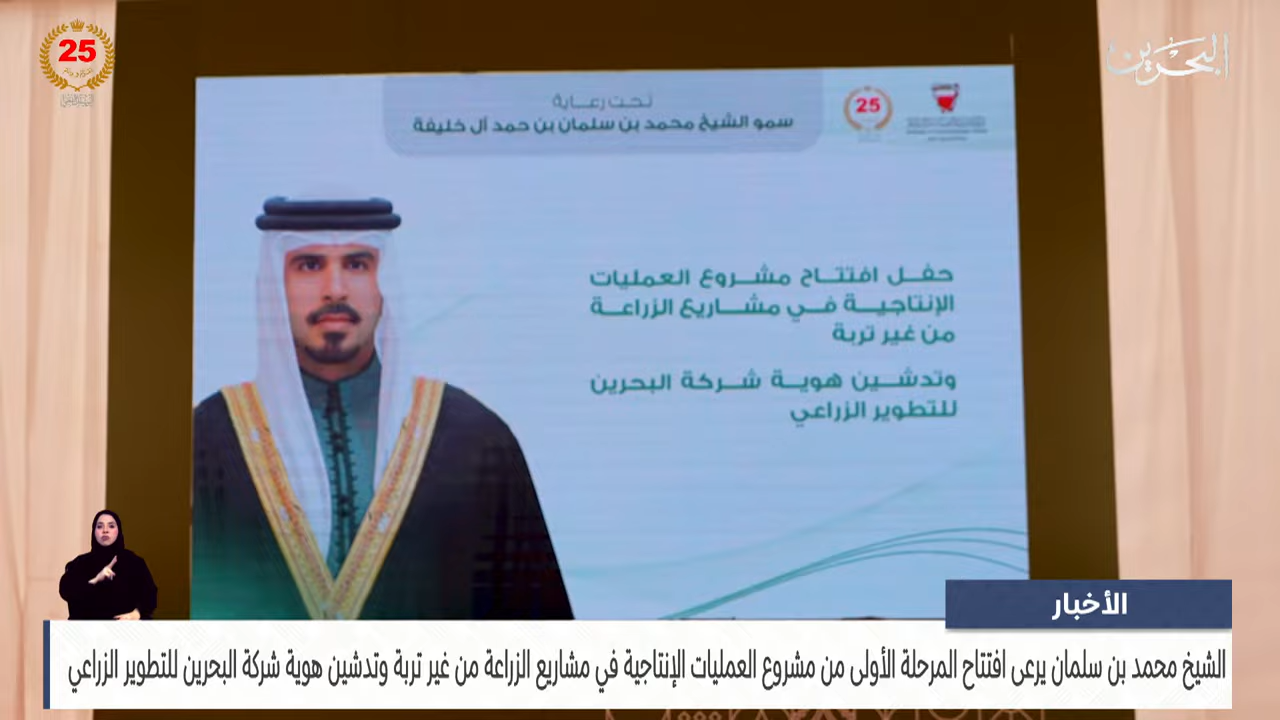 25
البحرين
تحت رعاية
سمو الشيخ محمد بن سلمان بن حمد آل خليفة
25
حفل افتتاح مشروع العمليات
الإنتاجية في مشاريع الزراعة
من غير تربة
وتدشين هوية شركة البحرين
للتطوير الزراعي
الأخبار
الشيخ محمد بن سلمان يرعى افتتاح المرحلة الأولى من مشروع العمليات الإنتاجية في مشاريع الزراعة من غير تربة وتدشين هوية شركة البحرين للتطوير الزراعي